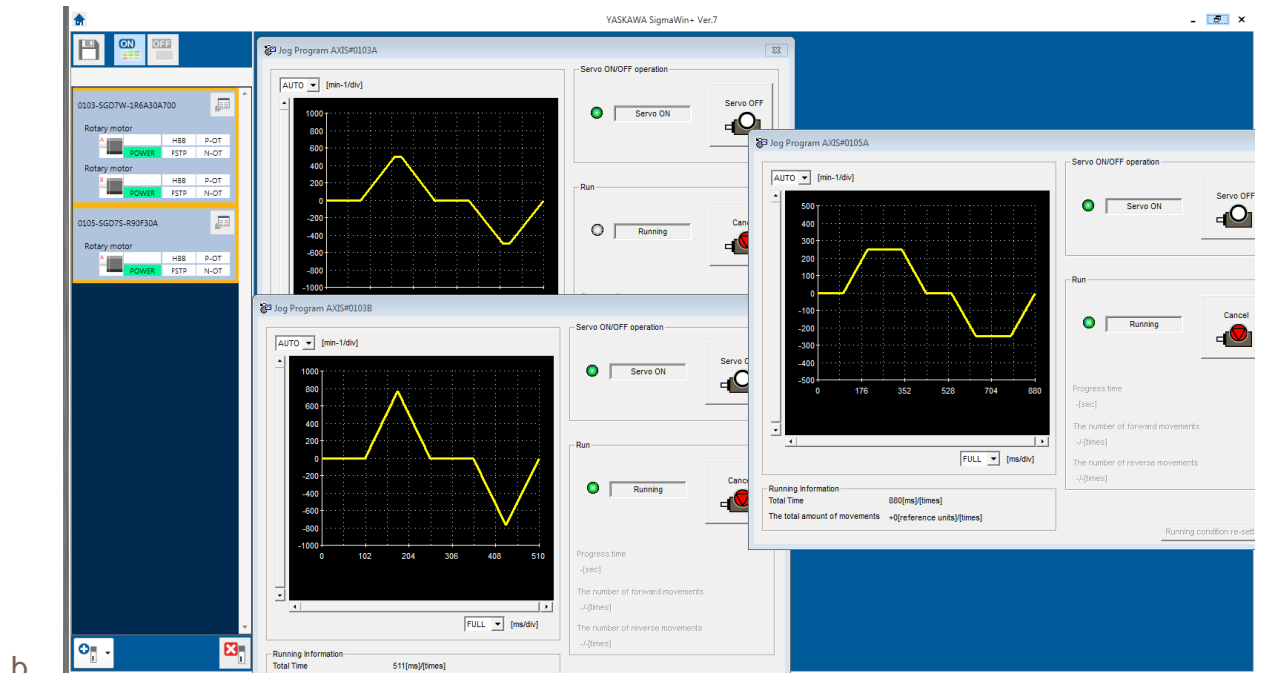 YASKAWA SigmaWin+ Ver.7
ON
OFF
0103-SGD7W-1R6A30A700
Rotary motor
A
HBB P-OT
POWER FSTP N-OT
Rotary motor
B
HBB P-OT
POWER FSTP N-OT
0105-SGD7S-R90F30A
Rotary motor
A
HBB P-OT
POWER FSTP N-OT
Jog Program AXIS#0103A
AUTO [min-1/div]
1000
800
600
400
200
0
-200
-400
-600
-800
-1000
Servo ON/OFF operation
Servo ON
Servo OFF
Run
Running
Jog Program AXIS#0103B
AUTO [min-1/div]
1000
800
600
400
200
0
-200
-400
-600
-800
-1000
0 102 204 306 408 510
FULL [ms/div]
Running Information
Total Time 511[ms]/[times]
Servo ON/OFF operation
Servo ON
Servo
Run
Running
Progress time
-[sec]
The number of forward movements
-/-[times]
The number of reverse movements
-/-[times]
Jog Program AXIS#0105A
AUTO [min-1/div]
500
400
300
200
100
0
-100
-200
-300
-400
-500
0 176 352 528 704 880
FULL [ms/div]
Running Information
Total Time 880[ms]/[times]
The total amount of movements +0[reference units]/[times]
Servo ON/OFF operation
Servo ON
Servo OFF
Run
Running
Cancel
Progress time
-[sec]
The number of forward movements
-/-[times]
The number of reverse movements
-/-[times]
Running condition re-sett
b